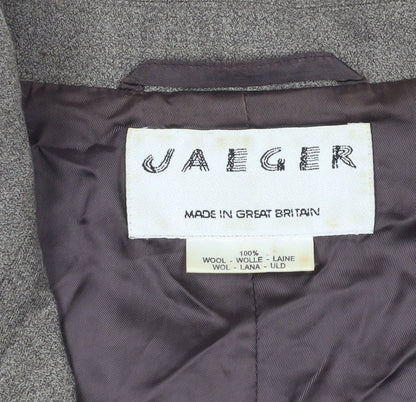 JAEGER
MADE IN GREAT BRITAIN
100%
WOOL - WOLLE - LAINE
WOL - LANA - ULD